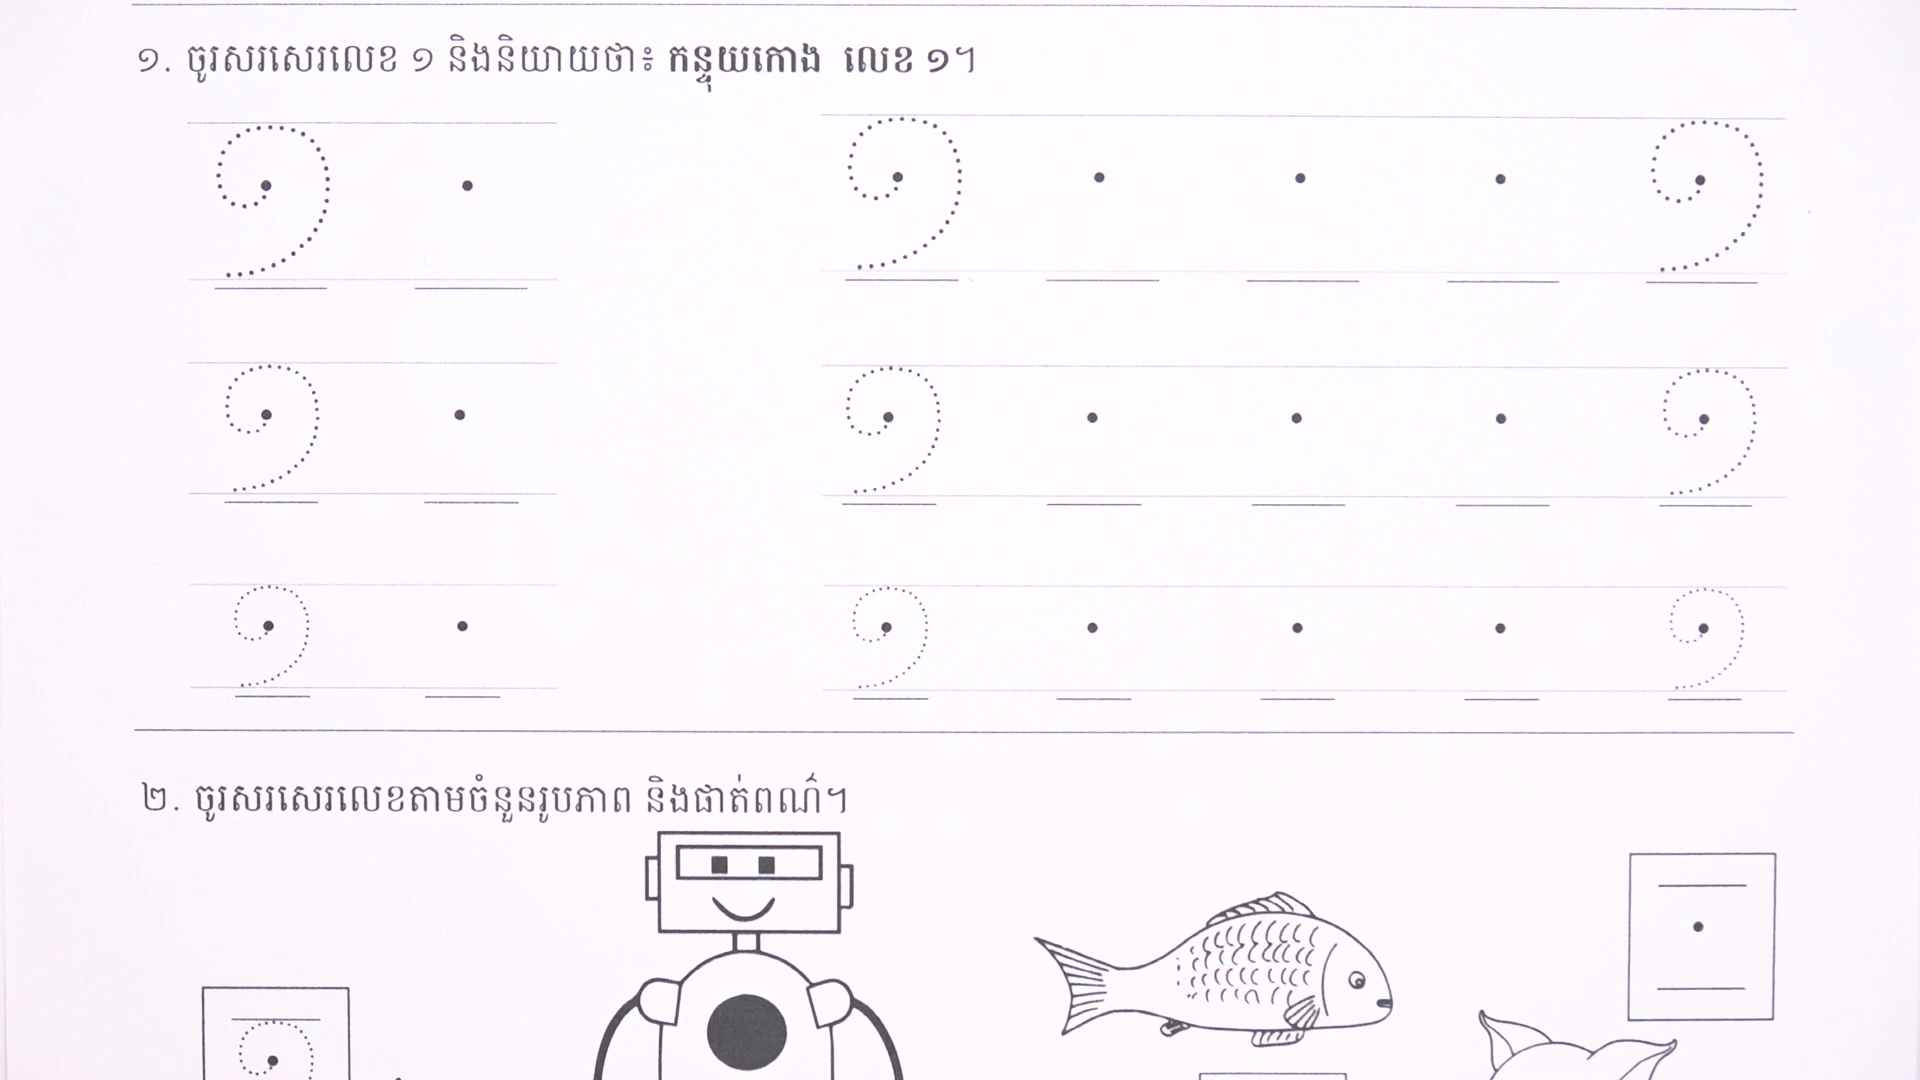 ១. ចូរសរសេរលេខ ១ និងនិយាយថា៖ កន្ទុយកោង លេខ ១។
២. ចូរសរសេរលេខតាមចំនួនរូបភាព និងផាត់ពណ៌។